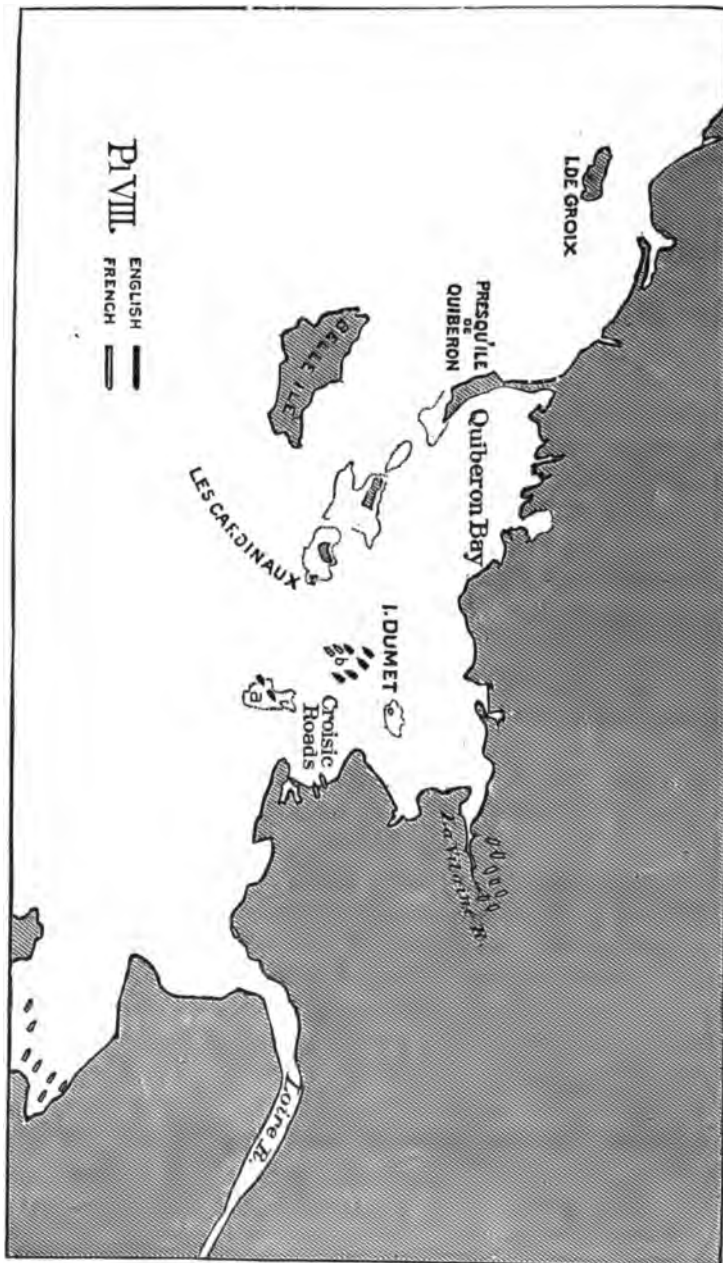 I. DE GROIX
PRESQU'ILE
DE
QUIBERON
Quiberon Bay
BELLE ILE
LES CARDINAUX
I. DUMET
b
a
Croisic
Roads
La Vilaine R.
Loire R.
Pl VIII.
ENGLISH
FRENCH